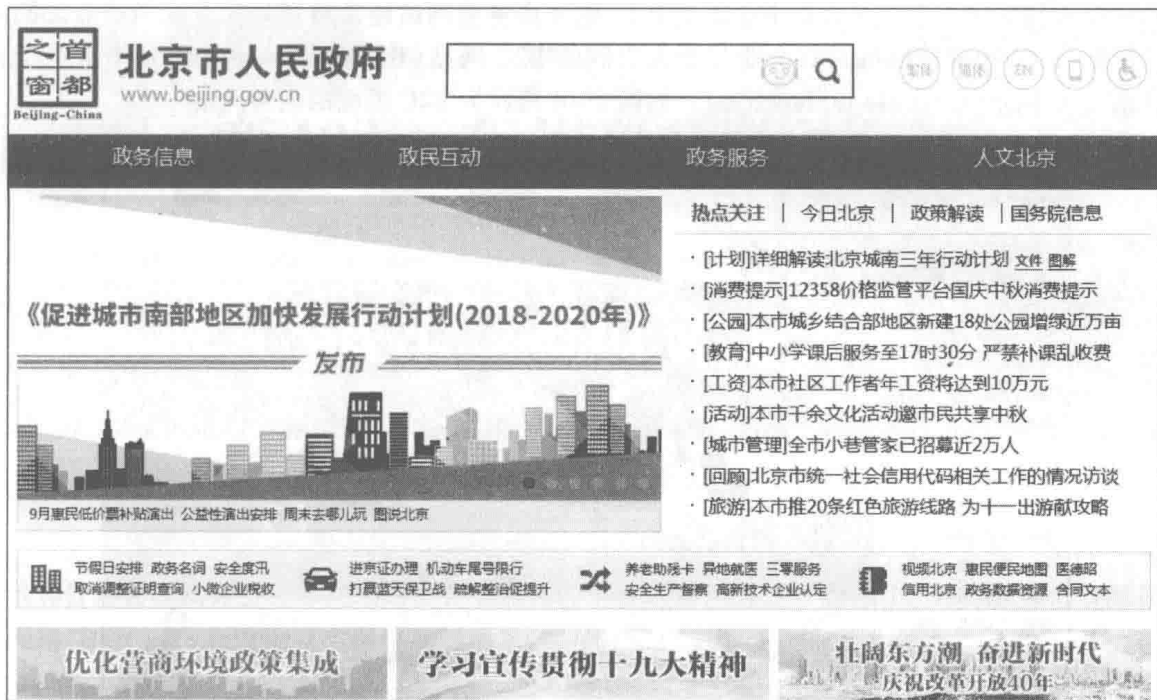 首都之窗
Beijing-China
北京市人民政府
www.beijing.gov.cn
繁体 简体 EN
政务信息 政民互动 政务服务 人文北京
《促进城市南部地区加快发展行动计划(2018-2020年)》
发布
9月惠民低价票补贴演出 公益性演出安排 周末去哪儿玩 图说北京
热点关注 | 今日北京 | 政策解读 | 国务院信息
· [计划]详细解读北京城南三年行动计划 文件 图解
· [消费提示]12358价格监管平台国庆中秋消费提示
· [公园]本市城乡结合部地区新建18处公园增绿近万亩
· [教育]中小学课后服务至17时30分 严禁补课乱收费
· [工资]本市社区工作者年工资将达到10万元
· [活动]本市千余文化活动邀市民共享中秋
· [城市管理]全市小巷管家已招募近2万人
· [回顾]北京市统一社会信用代码相关工作的情况访谈
· [旅游]本市推20条红色旅游线路 为十一出游献攻略
节假日安排 政务名词 安全度汛
取消调整证明查询 小微企业税收
进京证办理 机动车尾号限行
打赢蓝天保卫战 疏解整治促提升
养老助残卡 异地就医 三零服务
安全生产督察 高新技术企业认定
视频北京 惠民便民地图 医德昭
信用北京 政务数据资源 合同文本
优化营商环境政策集成
学习宣传贯彻十九大精神
壮阔东方潮 奋进新时代
庆祝改革开放40年